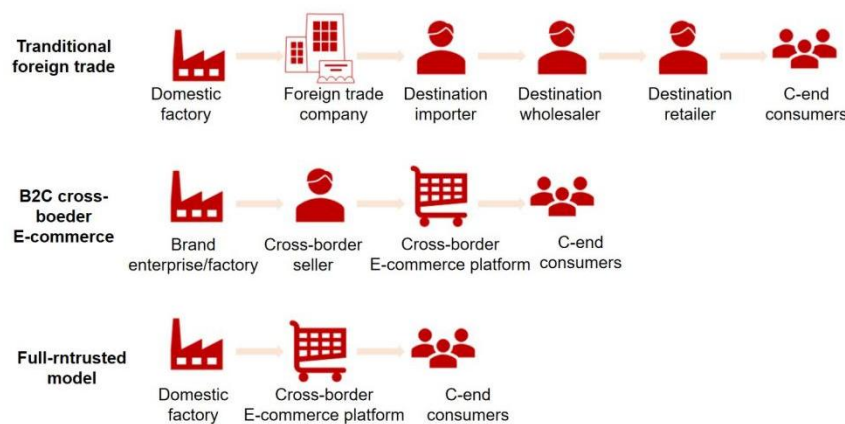 Tranditional
foreign trade
Domestic
factory
Foreign trade
company
Destination
importer
Destination
wholesaler
Destination
retailer
C-end
consumers
B2C cross-
boeder
E-commerce
Brand
enterprise/factory
Cross-border
seller
Cross-border
E-commerce platform
C-end
consumers
Full-rntrusted
model
Domestic
factory
Cross-border
E-commerce platform
C-end
consumers